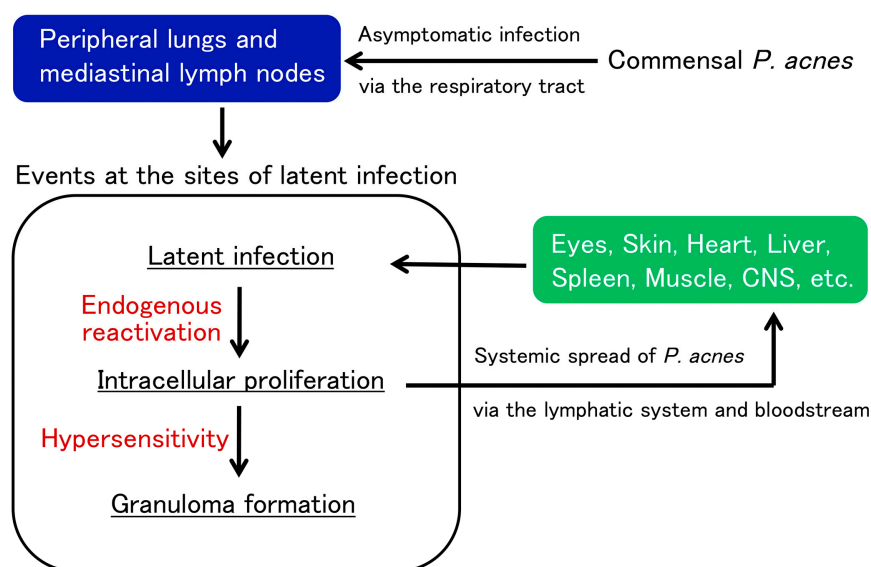 Peripheral lungs and
mediastinal lymph nodes
Asymptomatic infection
via the respiratory tract
Commensal P. acnes
Events at the sites of latent infection
Latent infection
Endogenous
reactivation
Intracellular proliferation
Hypersensitivity
Granuloma formation
Eyes, Skin, Heart, Liver,
Spleen, Muscle, CNS, etc.
Systemic spread of P. acnes
via the lymphatic system and bloodstream